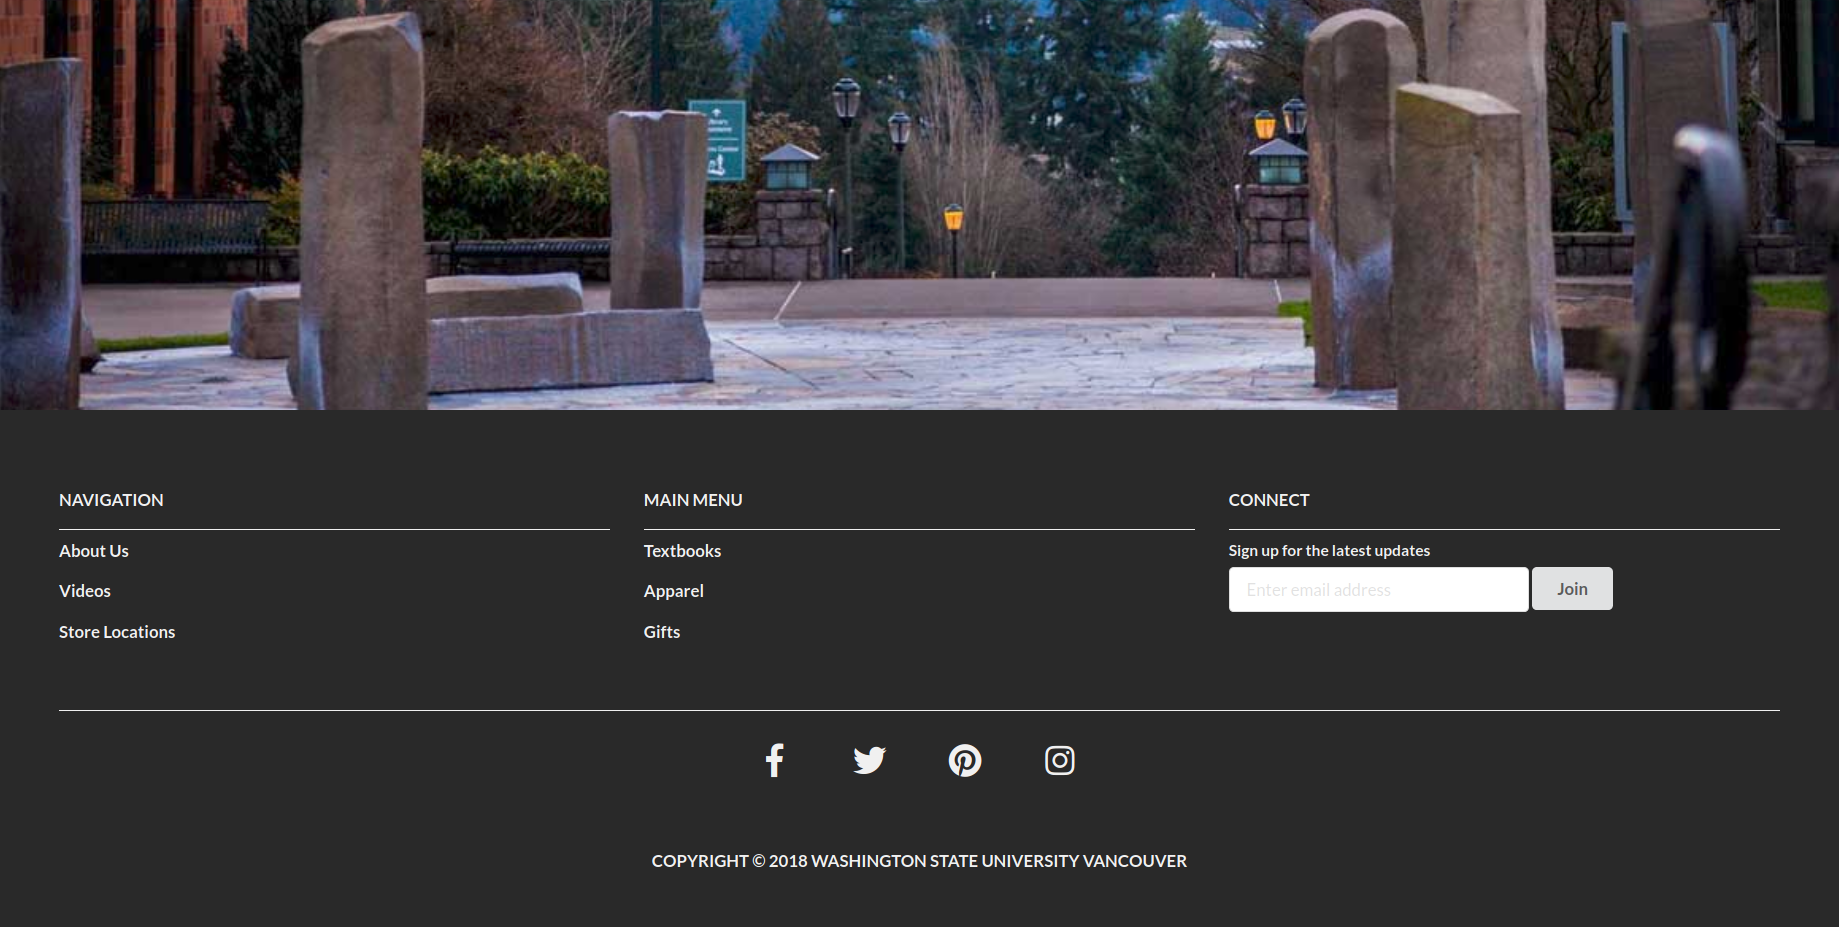 NAVIGATION
About Us
Videos
Store Locations
MAIN MENU
Textbooks
Apparel
Gifts
CONNECT
Sign up for the latest updates
Enter email address
Join
COPYRIGHT © 2018 WASHINGTON STATE UNIVERSITY VANCOUVER